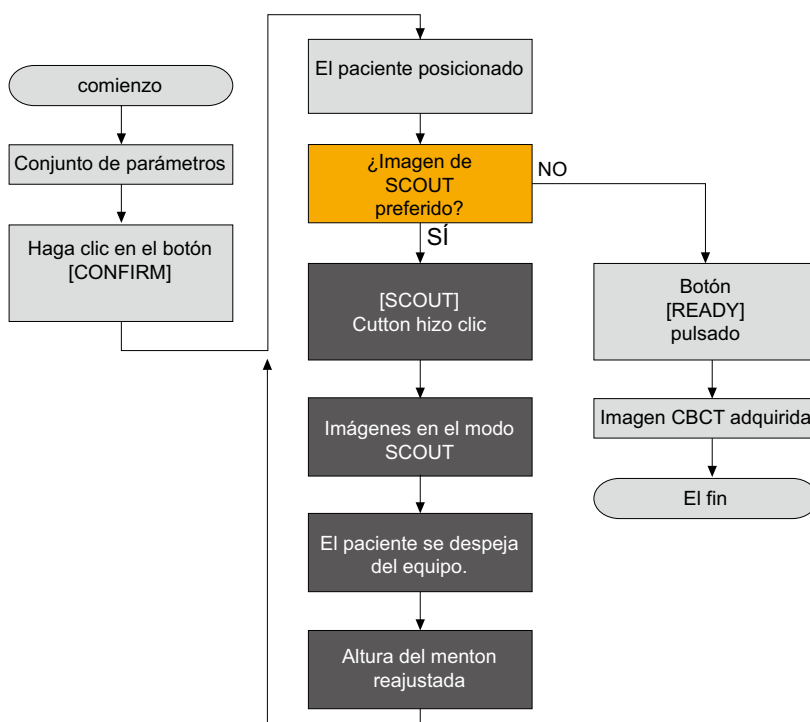 comienzo
Conjunto de parámetros
Haga clic en el botón
[CONFIRM]
El paciente posicionado
¿Imagen de
SCOUT
preferido?
NO
SÍ
[SCOUT]
Cutton hizo clic
Imágenes en el modo
SCOUT
El paciente se despeja
del equipo.
Altura del menton
reajustada
Botón
[READY]
pulsado
Imagen CBCT adquirida
El fin